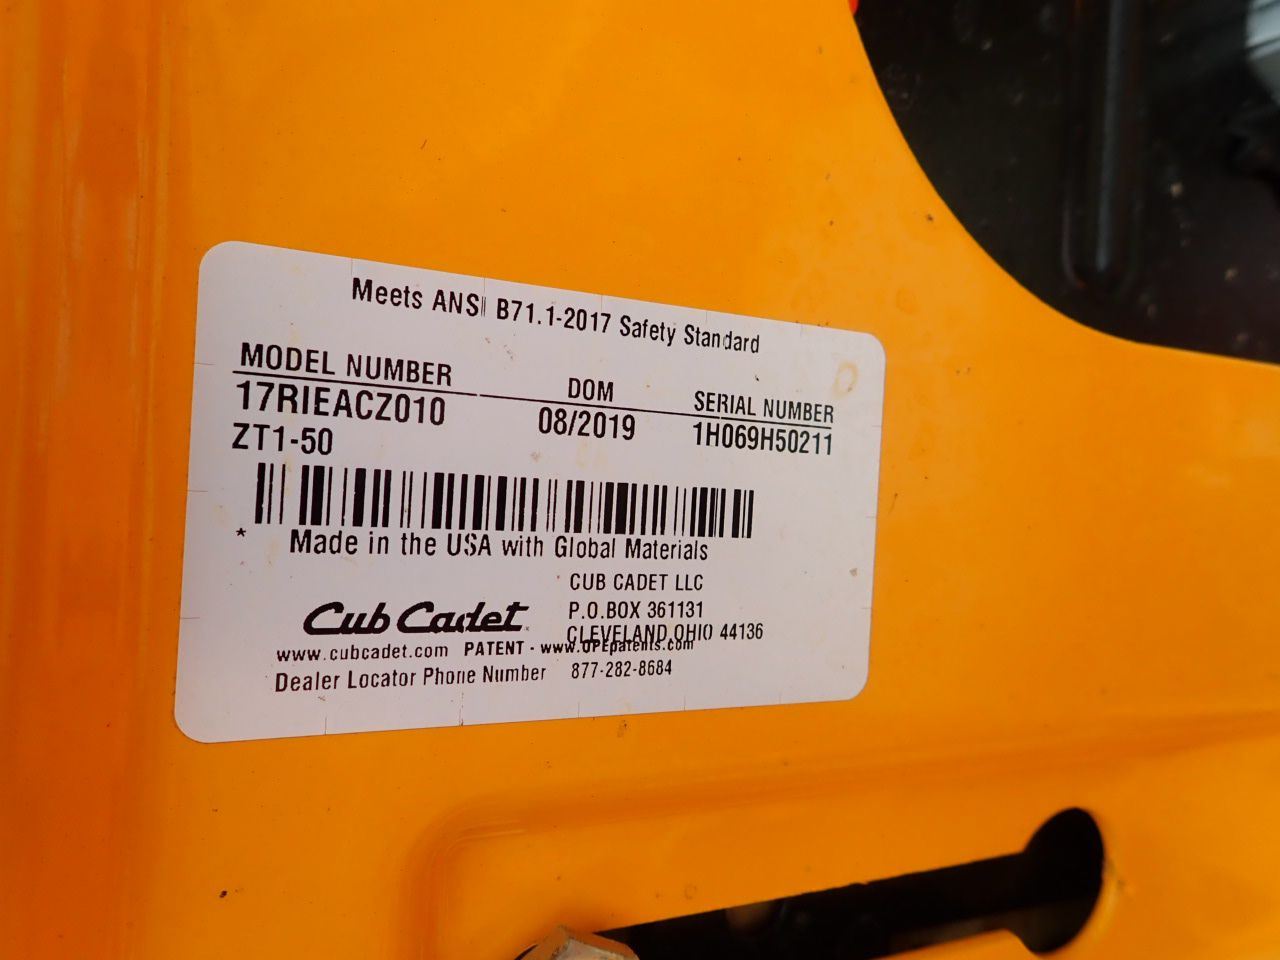 Meets ANSI B71.1-2017 Safety Standard
MODEL NUMBER DOM SERIAL NUMBER
17RIEACZ010 08/2019 1H069H50211
ZT1-50
* Made in the USA with Global Materials
CUB CADET LLC
P.O.BOX 361131
CLEVELAND,OHIO 44136
Cub Cadet
www.cubcadet.com PATENT - www.OPEpatents.com
Dealer Locator Phone Number 877-282-8684